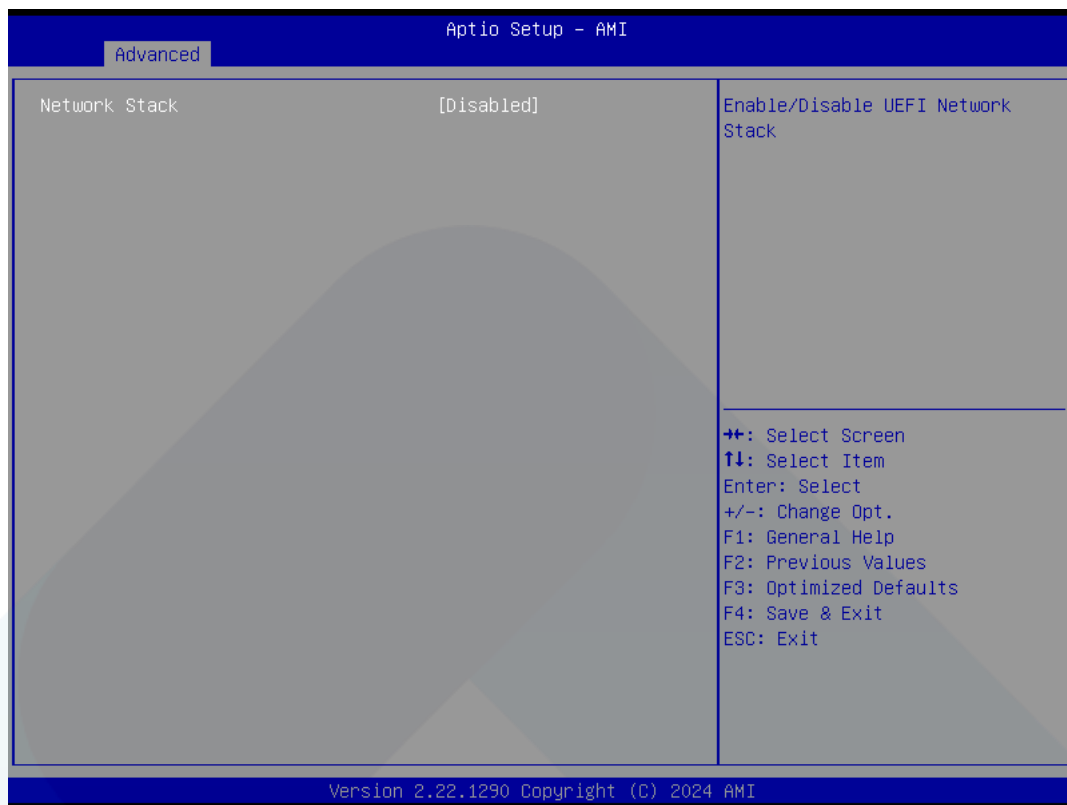 Aptio Setup – AMI
Advanced
Network Stack [Disabled]
Enable/Disable UEFI Network
Stack
→←: Select Screen
↑↓: Select Item
Enter: Select
+/-: Change Opt.
F1: General Help
F2: Previous Values
F3: Optimized Defaults
F4: Save & Exit
ESC: Exit
Version 2.22.1290 Copyright (C) 2024 AMI